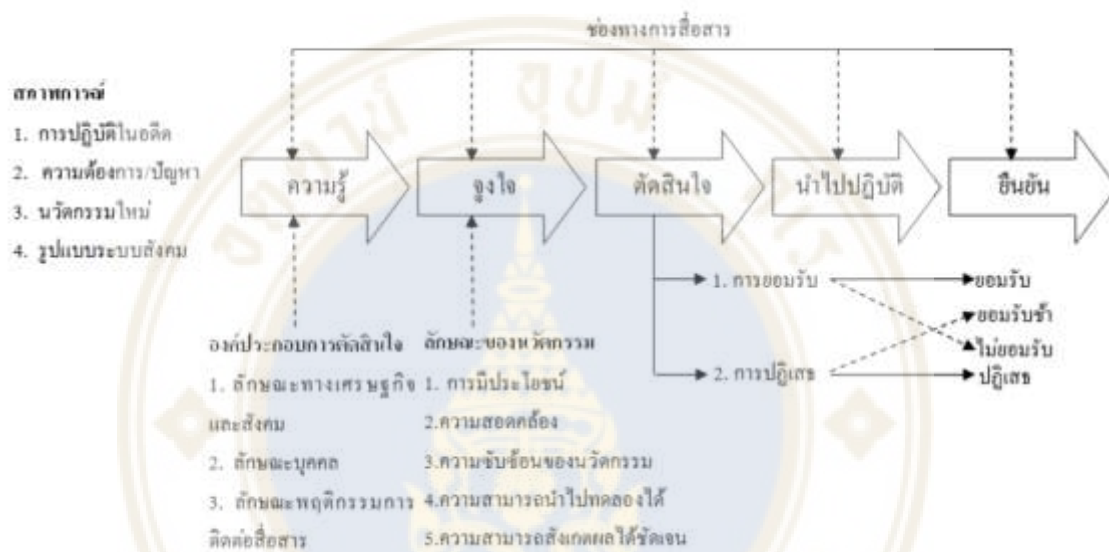 ช่องทางการสื่อสาร
สภาพการณ์
1. การปฏิบัติในอดีต
2. ความต้องการ/ปัญหา
3. นวัตกรรมใหม่
4. รูปแบบระบบสังคม
ความรู้
จูงใจ
ตัดสินใจ
นำไปปฏิบัติ
ยืนยัน
1. การยอมรับ
2. การปฏิเสธ
ยอมรับ
ยอมรับช้า
ไม่ยอมรับ
ปฏิเสธ
องค์ประกอบการตัดสินใจ
1. ลักษณะทางเศรษฐกิจ
และสังคม
2. ลักษณะบุคคล
3. ลักษณะพฤติกรรมการ
ติดต่อสื่อสาร
ลักษณะของนวัตกรรม
1. การมีประโยชน์
2.ความสอดคล้อง
3.ความซับซ้อนของนวัตกรรม
4.ความสามารถนำไปทดลองได้
5.ความสามารถสังเกตผลได้ชัดเจน